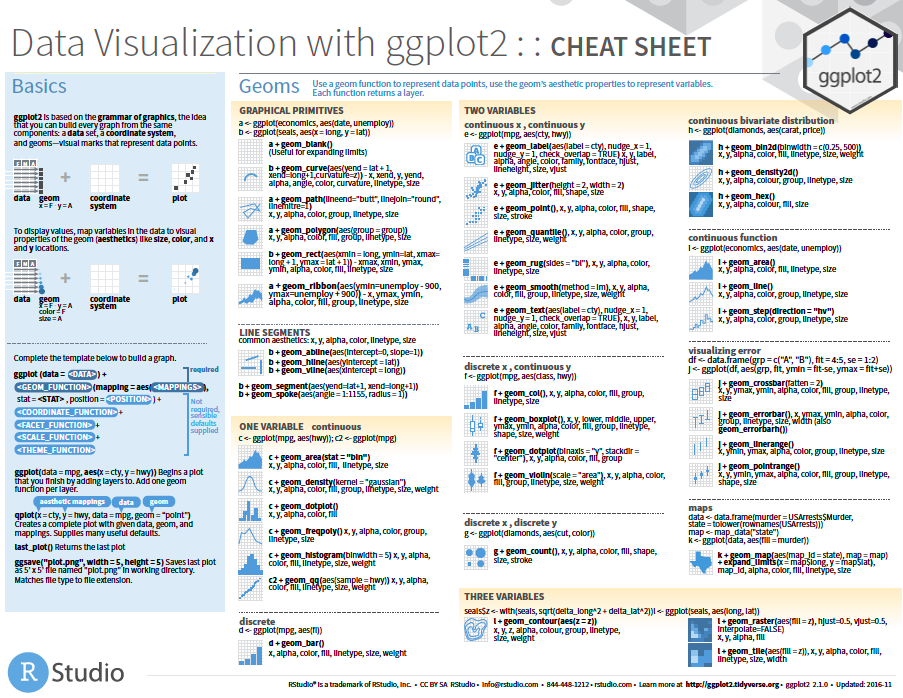 Data Visualization with ggplot2 : : CHEAT SHEET
ggplot2
Basics
ggplot2 is based on the grammar of graphics, the idea
that you can build every graph from the same
components: a data set, a coordinate system,
and geoms—visual marks that represent data points.
F M A
+
=
data geom coordinate plot
x = F y = A system
To display values, map variables in the data to visual
properties of the geom (aesthetics) like size, color, and x
and y locations.
F M A
+
=
data geom coordinate plot
x = F y = A system
color = F
size = A
Complete the template below to build a graph.
required
ggplot (data = <DATA>) +
<GEOM_FUNCTION> (mapping = aes(<MAPPINGS>),
stat = <STAT> , position = <POSITION>) +
<COORDINATE_FUNCTION> +
<FACET_FUNCTION> +
<SCALE_FUNCTION> +
<THEME_FUNCTION>
Not
required,
sensible
defaults
supplied
ggplot(data = mpg, aes(x = cty, y = hwy)) Begins a plot
that you finish by adding layers to. Add one geom
function per layer.
aesthetic mappings data geom
qplot(x = cty, y = hwy, data = mpg, geom = "point")
Creates a complete plot with given data, geom, and
mappings. Supplies many useful defaults.
last_plot() Returns the last plot
ggsave("plot.png", width = 5, height = 5) Saves last plot
as 5' x 5' file named "plot.png" in working directory.
Matches file type to file extension.
Geoms
Use a geom function to represent data points, use the geom's aesthetic properties to represent variables.
Each function returns a layer.
GRAPHICAL PRIMITIVES
a <- ggplot(economics, aes(date, unemploy))
b <- ggplot(seals, aes(x = long, y = lat))
a + geom_blank()
(Useful for expanding limits)
b + geom_curve(aes(yend = lat + 1,
xend=long+1,curvature=z)) - x, xend, y, yend,
alpha, angle, color, curvature, linetype, size
a + geom_path(lineend="butt", linejoin="round",
linemitre=1)
x, y, alpha, color, group, linetype, size
a + geom_polygon(aes(group = group))
x, y, alpha, color, fill, group, linetype, size
b + geom_rect(aes(xmin = long, ymin=lat, xmax=
long + 1, ymax = lat + 1)) - xmax, xmin, ymax,
ymin, alpha, color, fill, linetype, size
a + geom_ribbon(aes(ymin=unemploy - 900,
ymax=unemploy + 900)) - x, ymax, ymin,
alpha, color, fill, group, linetype, size
LINE SEGMENTS
common aesthetics: x, y, alpha, color, linetype, size
b + geom_abline(aes(intercept=0, slope=1))
b + geom_hline(aes(yintercept = lat))
b + geom_vline(aes(xintercept = long))
b + geom_segment(aes(yend=lat+1, xend=long+1))
b + geom_spoke(aes(angle = 1:1155, radius = 1))
ONE VARIABLE continuous
c <- ggplot(mpg, aes(hwy)); c2 <- ggplot(mpg)
c + geom_area(stat = "bin")
x, y, alpha, color, fill, linetype, size
c + geom_density(kernel = "gaussian")
x, y, alpha, color, fill, group, linetype, size, weight
c + geom_dotplot()
x, y, alpha, color, fill
c + geom_freqpoly() x, y, alpha, color, group,
linetype, size
c + geom_histogram(binwidth = 5) x, y, alpha,
color, fill, linetype, size, weight
c2 + geom_qq(aes(sample = hwy)) x, y, alpha,
color, fill, linetype, size, weight
discrete
d <- ggplot(mpg, aes(fl))
d + geom_bar()
x, alpha, color, fill, linetype, size, weight
TWO VARIABLES
continuous x , continuous y
e <- ggplot(mpg, aes(cty, hwy))
A
B
C
e + geom_label(aes(label = cty), nudge_x = 1,
nudge_y = 1, check_overlap = TRUE) x, y, label,
alpha, angle, color, family, fontface, hjust,
lineheight, size, vjust
e + geom_jitter(height = 2, width = 2)
x, y, alpha, color, fill, shape, size
e + geom_point(), x, y, alpha, color, fill, shape,
size, stroke
e + geom_quantile(), x, y, alpha, color, group,
linetype, size, weight
e + geom_rug(sides = "bl"), x, y, alpha, color,
linetype, size
e + geom_smooth(method = lm), x, y, alpha,
color, fill, group, linetype, size, weight
A
B
C
e + geom_text(aes(label = cty), nudge_x = 1,
nudge_y = 1, check_overlap = TRUE), x, y, label,
alpha, angle, color, family, fontface, hjust,
lineheight, size, vjust
discrete x , continuous y
f <- ggplot(mpg, aes(class, hwy))
f + geom_col(), x, y, alpha, color, fill, group,
linetype, size
f + geom_boxplot(), x, y, lower, middle, upper,
ymax, ymin, alpha, color, fill, group, linetype,
shape, size, weight
f + geom_dotplot(binaxis = "y", stackdir =
"center"), x, y, alpha, color, fill, group
f + geom_violin(scale = "area"), x, y, alpha, color,
fill, group, linetype, size, weight
discrete x , discrete y
g <- ggplot(diamonds, aes(cut, color))
g + geom_count(), x, y, alpha, color, fill, shape,
size, stroke
continuous bivariate distribution
h <- ggplot(diamonds, aes(carat, price))
h + geom_bin2d(binwidth = c(0.25, 500))
x, y, alpha, color, fill, linetype, size, weight
h + geom_density2d()
x, y, alpha, colour, group, linetype, size
h + geom_hex()
x, y, alpha, colour, fill, size
continuous function
i <- ggplot(economics, aes(date, unemploy))
i + geom_area()
x, y, alpha, color, fill, linetype, size
i + geom_line()
x, y, alpha, color, group, linetype, size
i + geom_step(direction = "hv")
x, y, alpha, color, group, linetype, size
visualizing error
df <- data.frame(grp = c("A", "B"), fit = 4:5, se = 1:2)
j <- ggplot(df, aes(grp, fit, ymin = fit-se, ymax = fit+se))
j + geom_crossbar(fatten = 2)
x, y, ymax, ymin, alpha, color, fill, group, linetype,
size
j + geom_errorbar(), x, ymax, ymin, alpha, color,
group, linetype, size, width (also
geom_errorbarh())
j + geom_linerange()
x, ymin, ymax, alpha, color, group, linetype, size
j + geom_pointrange()
x, y, ymin, ymax, alpha, color, fill, group, linetype,
shape, size
maps
data <- data.frame(murder = USArrests$Murder,
state = tolower(rownames(USArrests)))
map <- map_data("state")
k <- ggplot(data, aes(fill = murder))
k + geom_map(aes(map_id = state), map = map)
+ expand_limits(x = map$long, y = map$lat),
map_id, alpha, color, fill, linetype, size
THREE VARIABLES
seals$z <- with(seals, sqrt(delta_long^2 + delta_lat^2))l <- ggplot(seals, aes(long, lat))
l + geom_contour(aes(z = z))
x, y, z, alpha, colour, group, linetype,
size, weight
l + geom_raster(aes(fill = z), hjust=0.5, vjust=0.5,
interpolate=FALSE)
x, y, alpha, fill
l + geom_tile(aes(fill = z)), x, y, alpha, color, fill,
linetype, size, width
R Studio
RStudio® is a trademark of RStudio, Inc. • CC BY SA RStudio • info@rstudio.com • 844-448-1212 • rstudio.com • Learn more at http://ggplot2.tidyverse.org • ggplot2 2.1.0 • Updated: 2016-11